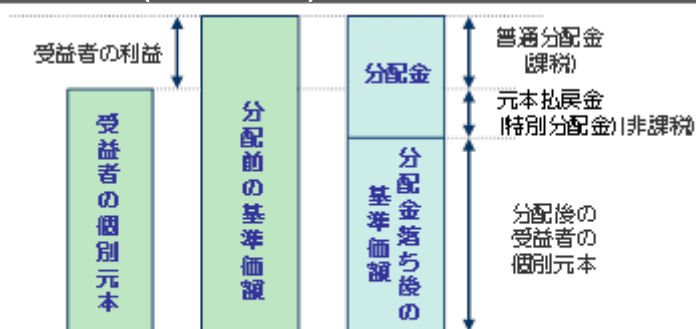 受益者の利益
受益者の個別元本
分配前の基準価額
分配金
分配金落ち後の
基準価額
普通分配金
(課税)
元本払戻金
(特別分配金)(非課税)
分配後の
受益者の
個別元本